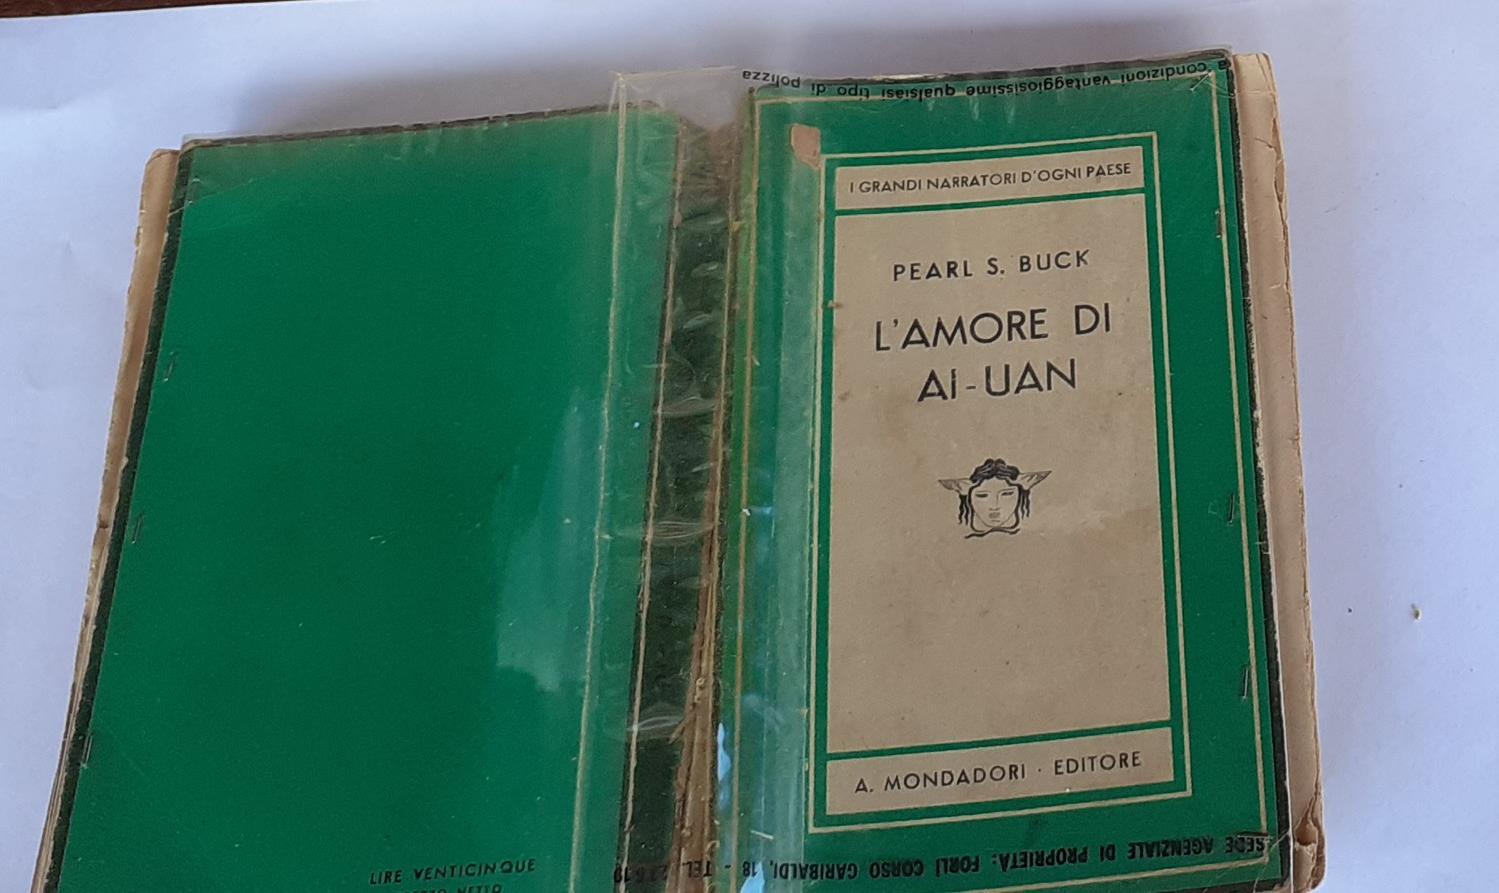 a condizioni vantaggiosissime qualsiasi tipo di polizza
I GRANDI NARRATORI D'OGNI PAESE
PEARL S. BUCK
L'AMORE DI
AI-UAN
A. MONDADORI · EDITORE
SEDE AGENZIALE DI PROPRIETÀ: FORLÌ CORSO GARIBALDI, 18 - TEL.
LIRE VENTICINQUE
NETTO